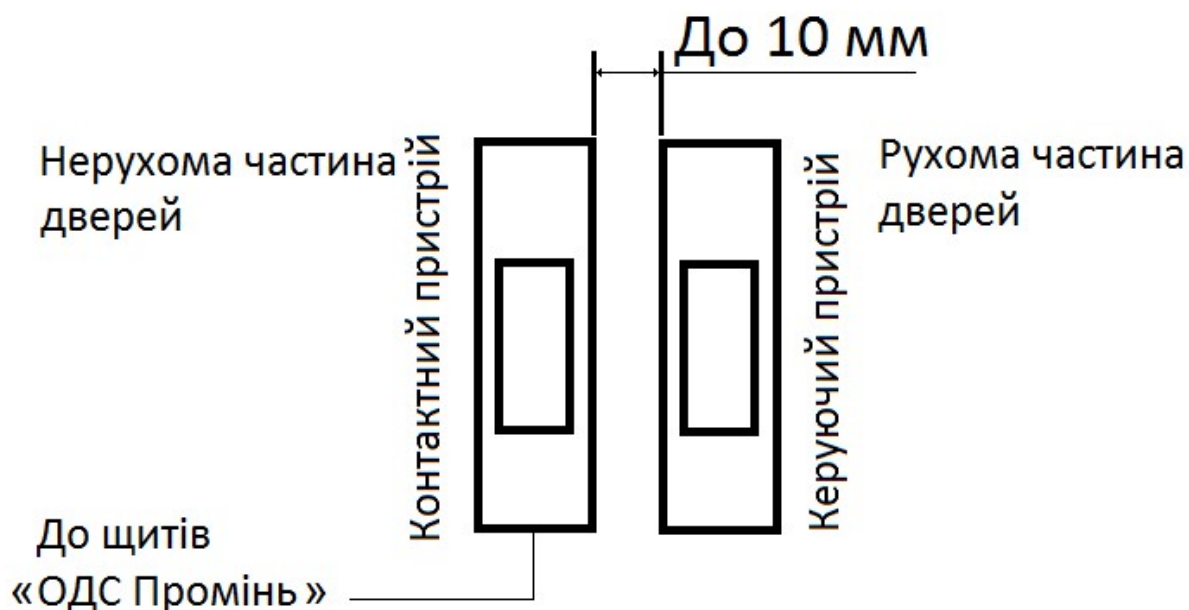 До 10 мм
Нерухома частина
дверей
Контактний пристрій
Керуючий пристрій
Рухома частина
дверей
До щитів
«ОДС Промінь»